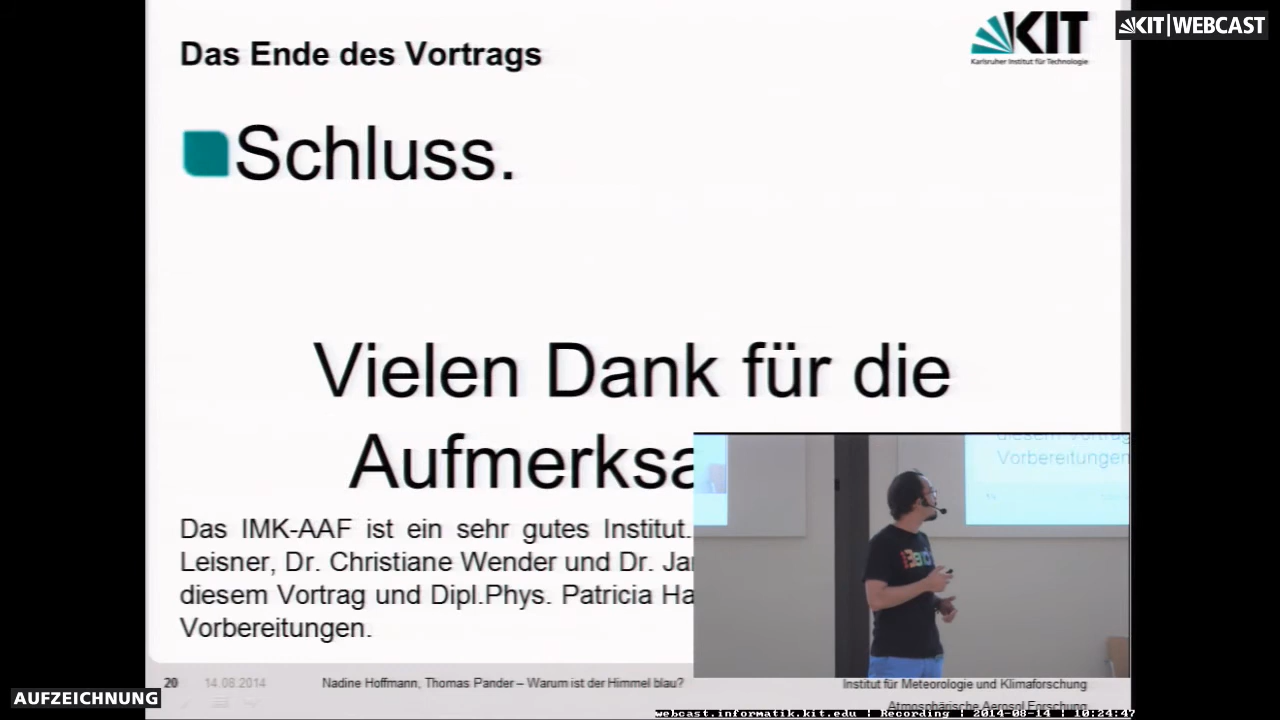 KIT|WEBCAST
KIT
Karlsruher Institut für Technologie
Das Ende des Vortrags
Schluss.
Vielen Dank für die
Aufmerksa
Das IMK-AAF ist ein sehr gutes Institut.
Leisner, Dr. Christiane Wender und Dr. Jan
diesem Vortrag und Dipl.Phys. Patricia Ha
Vorbereitungen.
diesem Vortrag
Vorbereitungen
20
14.08.2014
Nadine Hoffmann, Thomas Pander – Warum ist der Himmel blau?
Institut für Meteorologie und Klimaforschung
Atmosphärische Aerosol Forschung
AUFZEICHNUNG
webcast.informatik.kit.edu | Recording | 2014-08-14 | 10:24:47